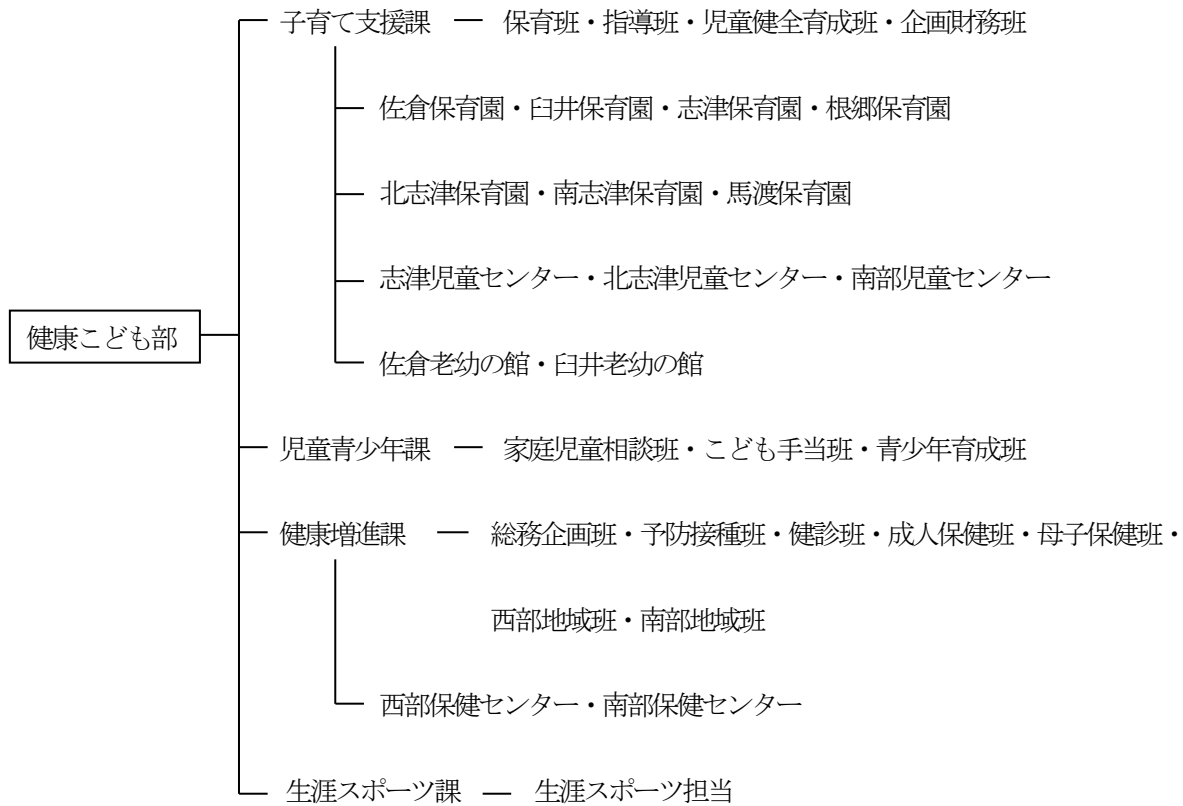 子育て支援課 ― 保育班・指導班・児童健全育成班・企画財務班
佐倉保育園・臼井保育園・志津保育園・根郷保育園
北志津保育園・南志津保育園・馬渡保育園
志津児童センター・北志津児童センター・南部児童センター
健康こども部
佐倉老幼の館・臼井老幼の館
児童青少年課 ― 家庭児童相談班・こども手当班・青少年育成班
健康増進課 ― 総務企画班・予防接種班・健診班・成人保健班・母子保健班・
西部地域班・南部地域班
西部保健センター・南部保健センター
生涯スポーツ課 ― 生涯スポーツ担当